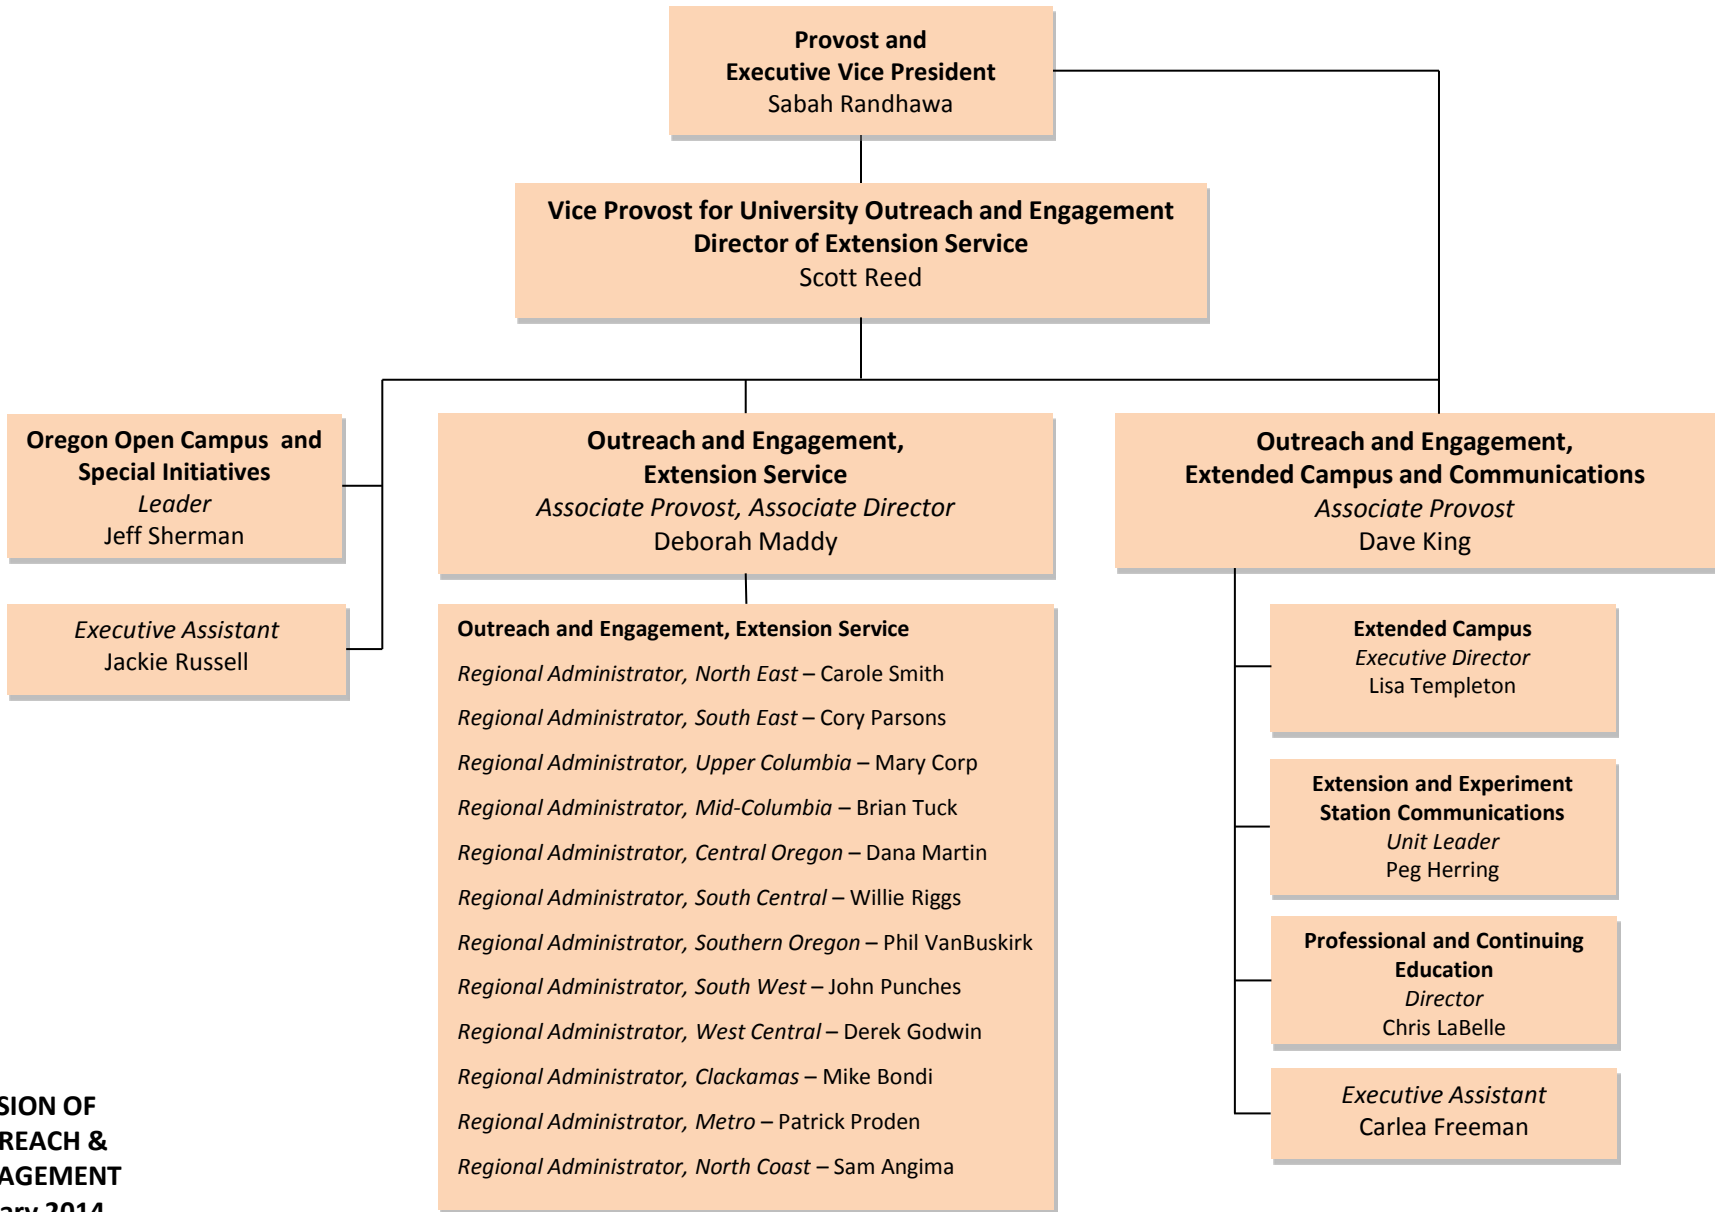 Provost and
Executive Vice President
Sabah Randhawa
Vice Provost for University Outreach and Engagement
Director of Extension Service
Scott Reed
Oregon Open Campus and
Special Initiatives
Leader
Jeff Sherman
Executive Assistant
Jackie Russell
Outreach and Engagement,
Extension Service
Associate Provost, Associate Director
Deborah Maddy
Outreach and Engagement, Extension Service
Regional Administrator, North East – Carole Smith
Regional Administrator, South East – Cory Parsons
Regional Administrator, Upper Columbia – Mary Corp
Regional Administrator, Mid-Columbia – Brian Tuck
Regional Administrator, Central Oregon – Dana Martin
Regional Administrator, South Central – Willie Riggs
Regional Administrator, Southern Oregon – Phil VanBuskirk
Regional Administrator, South West – John Punches
Regional Administrator, West Central – Derek Godwin
Regional Administrator, Clackamas – Mike Bondi
Regional Administrator, Metro – Patrick Proden
Regional Administrator, North Coast – Sam Angima
Outreach and Engagement,
Extended Campus and Communications
Associate Provost
Dave King
Extended Campus
Executive Director
Lisa Templeton
Extension and Experiment
Station Communications
Unit Leader
Peg Herring
Professional and Continuing
Education
Director
Chris LaBelle
Executive Assistant
Carlea Freeman
SION OF
REACH &
AGEMENT
2014